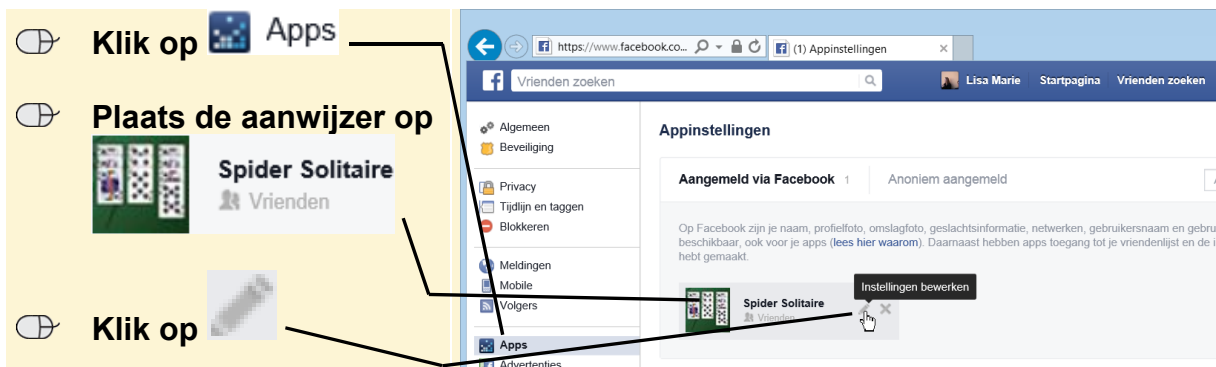 Klik op Apps
Plaats de aanwijzer op
Spider Solitaire
Vrienden
Klik op
https://www.facebook.co...
(1) Appinstellingen
Vrienden zoeken
Lisa Marie Startpagina Vrienden zoeken
Algemeen
Beveiliging
Privacy
Tijdlijn en taggen
Blokkeren
Meldingen
Mobile
Volgers
Apps
Advertenties
Appinstellingen
Aangemeld via Facebook 1 Anoniem aangemeld
Op Facebook zijn je naam, profielfoto, omslagfoto, geslachtsinformatie, netwerken, gebruikersnaam en gebru
beschikbaar, ook voor je apps (lees hier waarom). Daarnaast hebben apps toegang tot je vriendenlijst en de i
hebt gemaakt.
Instellingen bewerken
Spider Solitaire
Vrienden